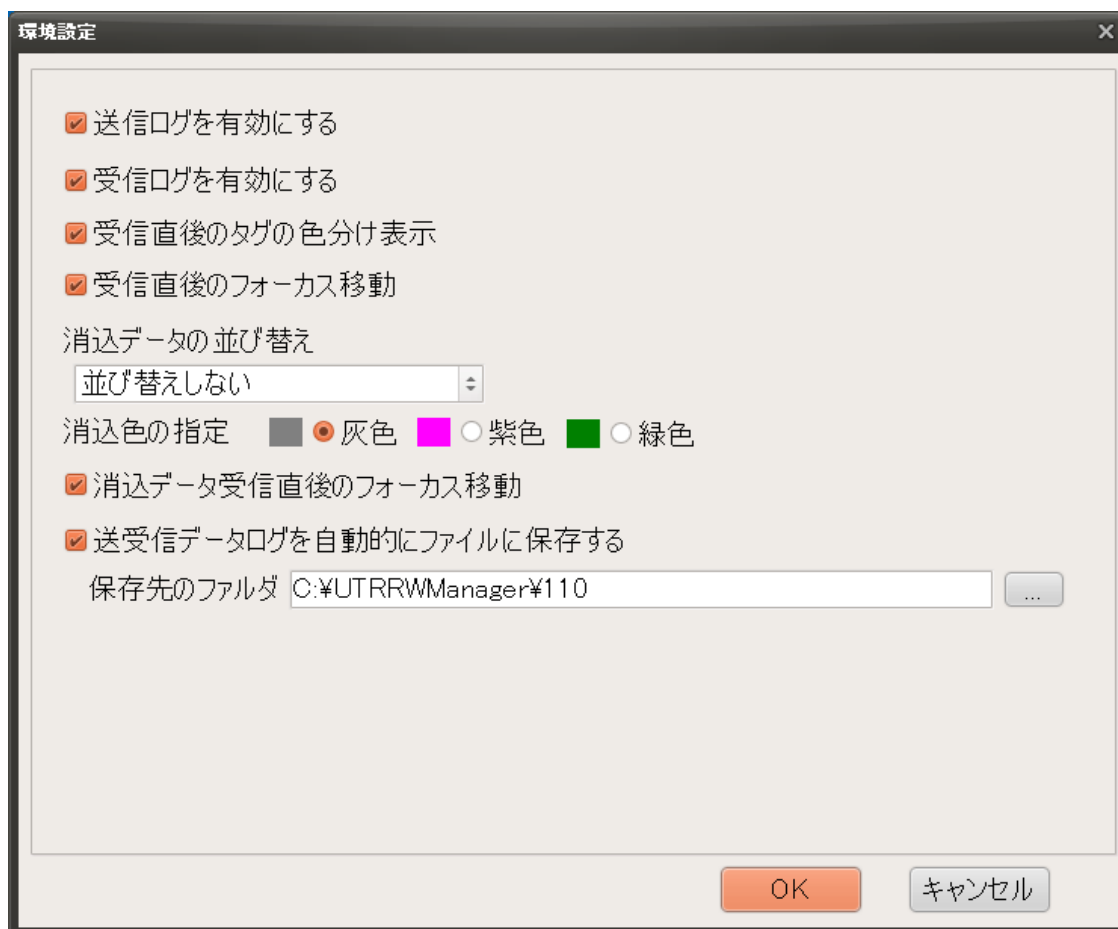 環境設定
送信ログを有効にする
受信ログを有効にする
受信直後のタグの色分け表示
受信直後のフォーカス移動
消込データの並び替え
並び替えしない
消込色の指定 灰色 紫色 緑色
消込データ受信直後のフォーカス移動
送受信データログを自動的にファイルに保存する
保存先のファルダ C:¥UTRRWManager¥110 ...
OK キャンセル